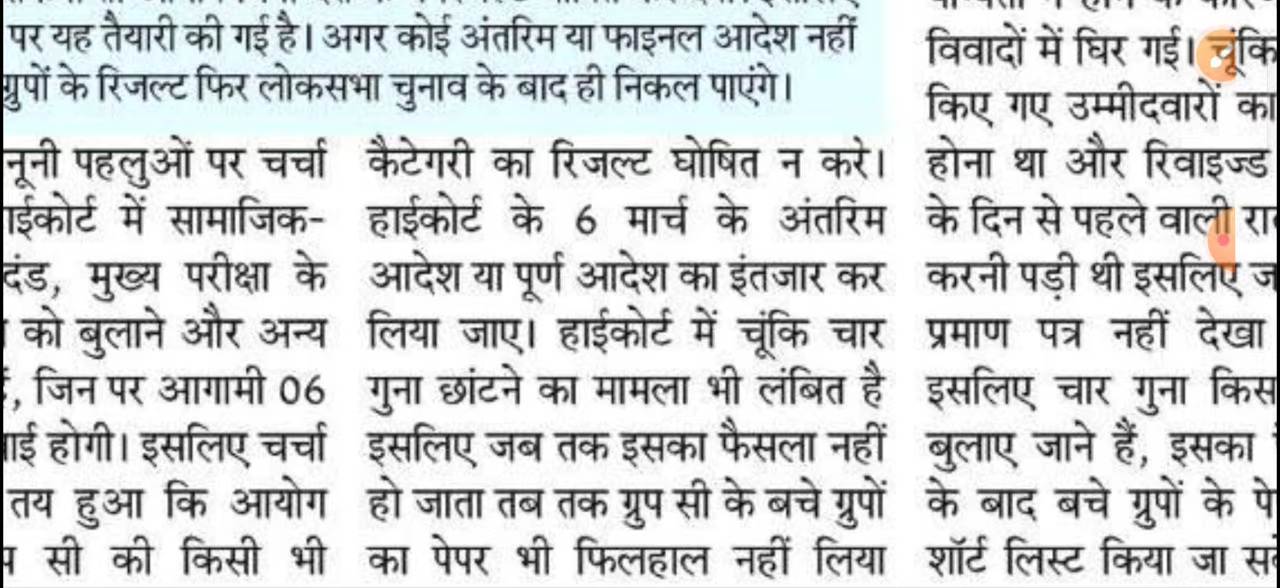 पर यह तैयारी की गई है। अगर कोई अंतरिम या फाइनल आदेश नहीं
ग्रुपों के रिजल्ट फिर लोकसभा चुनाव के बाद ही निकल पाएंगे।
नूनी पहलुओं पर चर्चा
ाईकोर्ट में सामाजिक-
दंड, मुख्य परीक्षा के
को बुलाने और अन्य
, जिन पर आगामी 06
ाई होगी। इसलिए चर्चा
तय हुआ कि आयोग
सी की किसी भी
कैटेगरी का रिजल्ट घोषित न करे।
हाईकोर्ट के 6 मार्च के अंतरिम
आदेश या पूर्ण आदेश का इंतजार कर
लिया जाए। हाईकोर्ट में चूंकि चार
गुना छांटने का मामला भी लंबित है
इसलिए जब तक इसका फैसला नहीं
हो जाता तब तक ग्रुप सी के बचे ग्रुपों
का पेपर भी फिलहाल नहीं लिया
विवादों में घिर गई। चूंकि
किए गए उम्मीदवारों का
होना था और रिवाइज्ड
के दिन से पहले वाली
करनी पड़ी थी इसलिए
प्रमाण पत्र नहीं देखा
इसलिए चार गुना किस
बुलाए जाने हैं, इसका
के बाद बचे ग्रुपों के पे
शॉर्ट लिस्ट किया जा